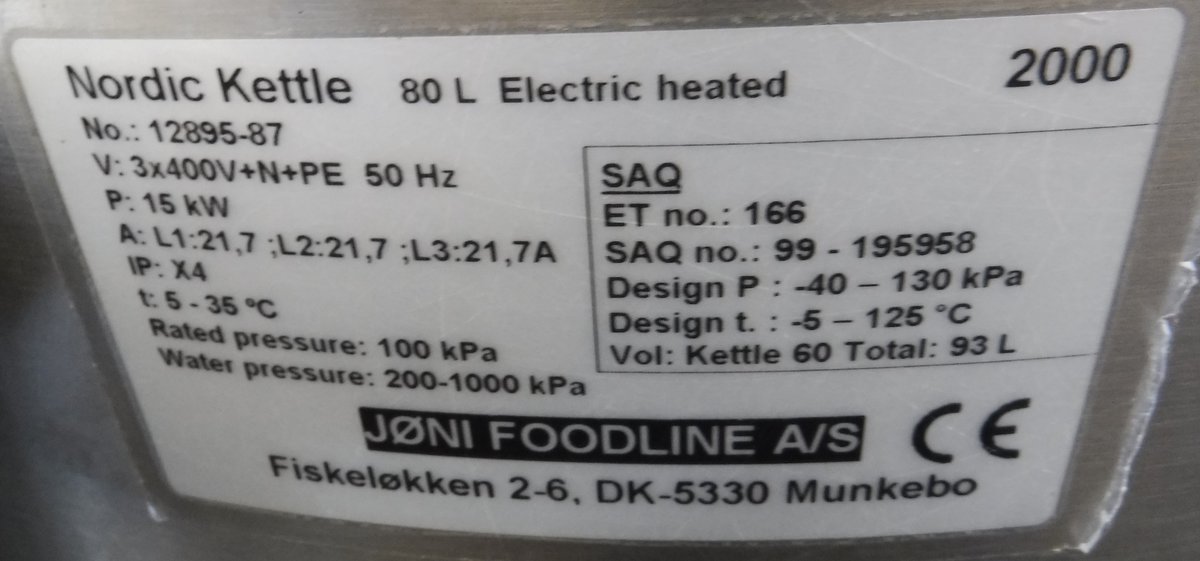 Nordic Kettle 80 L Electric heated 2000
No.: 12895-87
V: 3x400V+N+PE 50 Hz
P: 15 kW
A: L1:21,7 ;L2:21,7 ;L3:21,7A
IP: X4
t: 5 - 35 °C
Rated pressure: 100 kPa
Water pressure: 200-1000 kPa
SAQ
ET no.: 166
SAQ no.: 99 - 195958
Design P : -40 – 130 kPa
Design t. : -5 – 125 °C
Vol: Kettle 60 Total: 93 L
JØNI FOODLINE A/S CE
Fiskeløkken 2-6, DK-5330 Munkebo